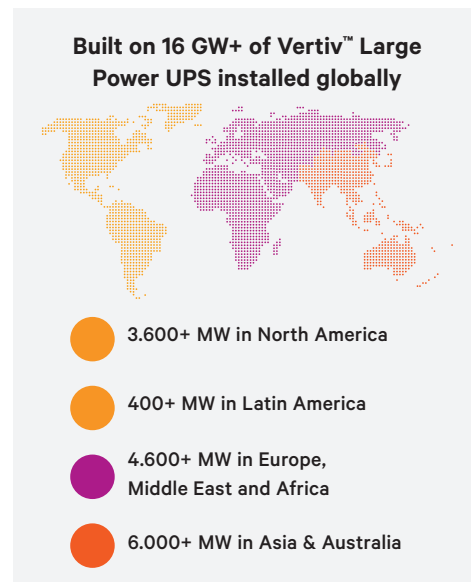 Built on 16 GW+ of Vertiv™ Large
Power UPS installed globally
3.600+ MW in North America
400+ MW in Latin America
4.600+ MW in Europe,
Middle East and Africa
6.000+ MW in Asia & Australia